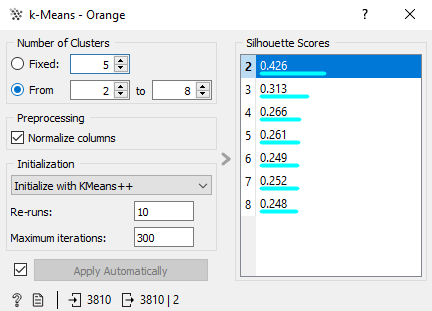 k-Means - Orange
Number of Clusters
Fixed: 5
From 2 to 8
Preprocessing
Normalize columns
Initialization
Initialize with KMeans++
Re-runs: 10
Maximum iterations: 300
Apply Automatically
? 3810 3810 | 2
Silhouette Scores
2 0.426
3 0.313
4 0.266
5 0.261
6 0.249
7 0.252
8 0.248